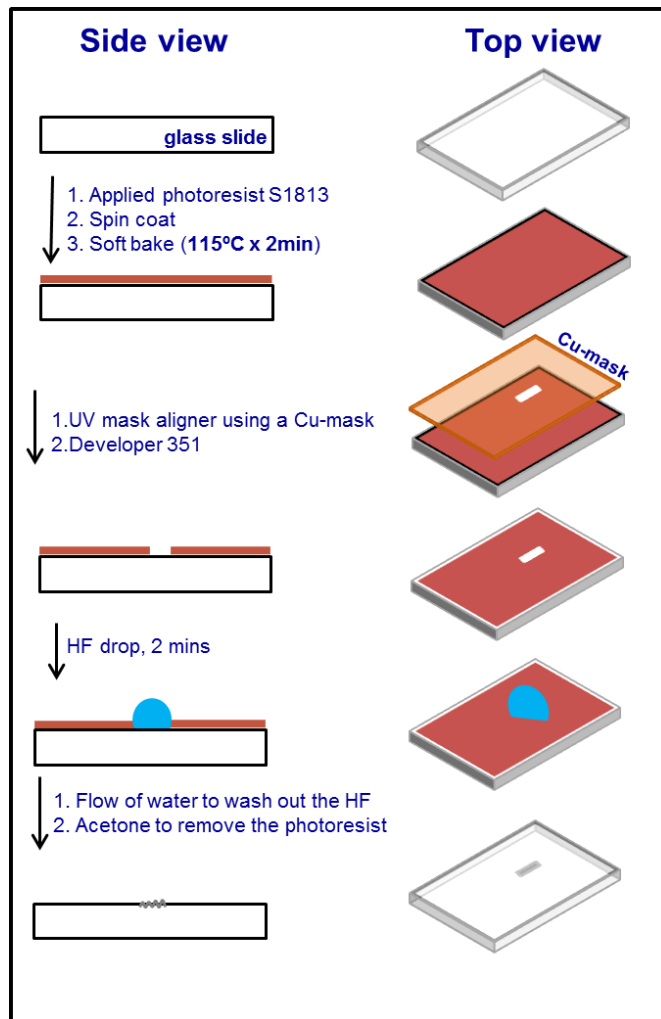 Side view
Top view
glass slide
1. Applied photoresist S1813
2. Spin coat
3. Soft bake (115ºC x 2min)
Cu-mask
1.UV mask aligner using a Cu-mask
2.Developer 351
HF drop, 2 mins
1. Flow of water to wash out the HF
2. Acetone to remove the photoresist